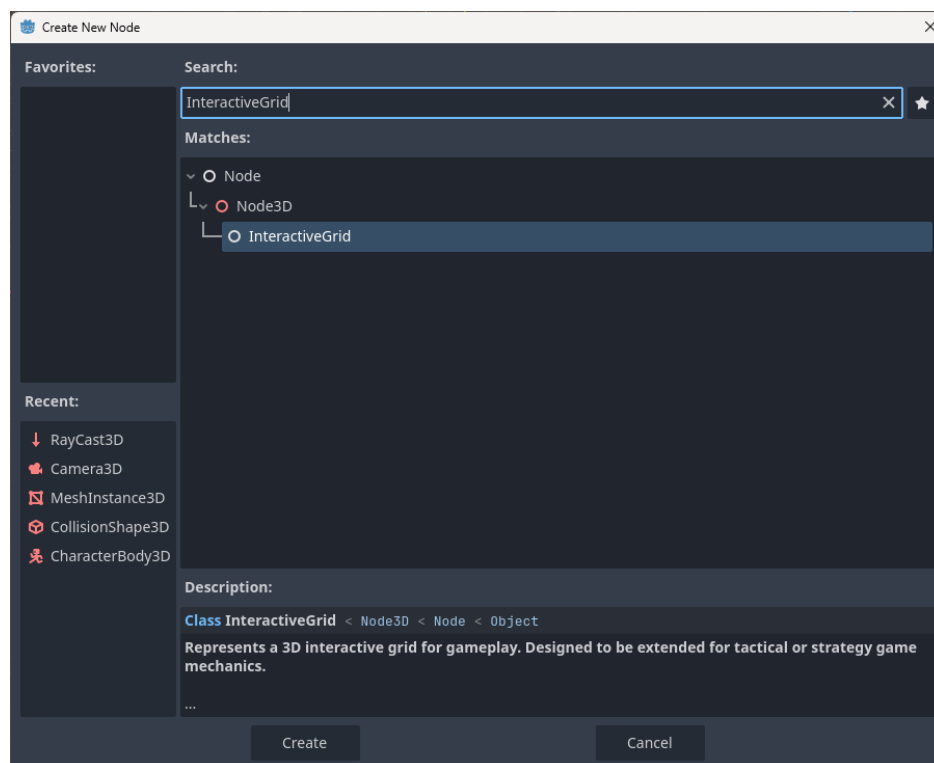 Create New Node
Favorites:
Search:
InteractiveGrid
Matches:
Node
Node3D
InteractiveGrid
Recent:
RayCast3D
Camera3D
MeshInstance3D
CollisionShape3D
CharacterBody3D
Description:
Class InteractiveGrid < Node3D < Node < Object
Represents a 3D interactive grid for gameplay. Designed to be extended for tactical or strategy game
mechanics.
...
Create
Cancel